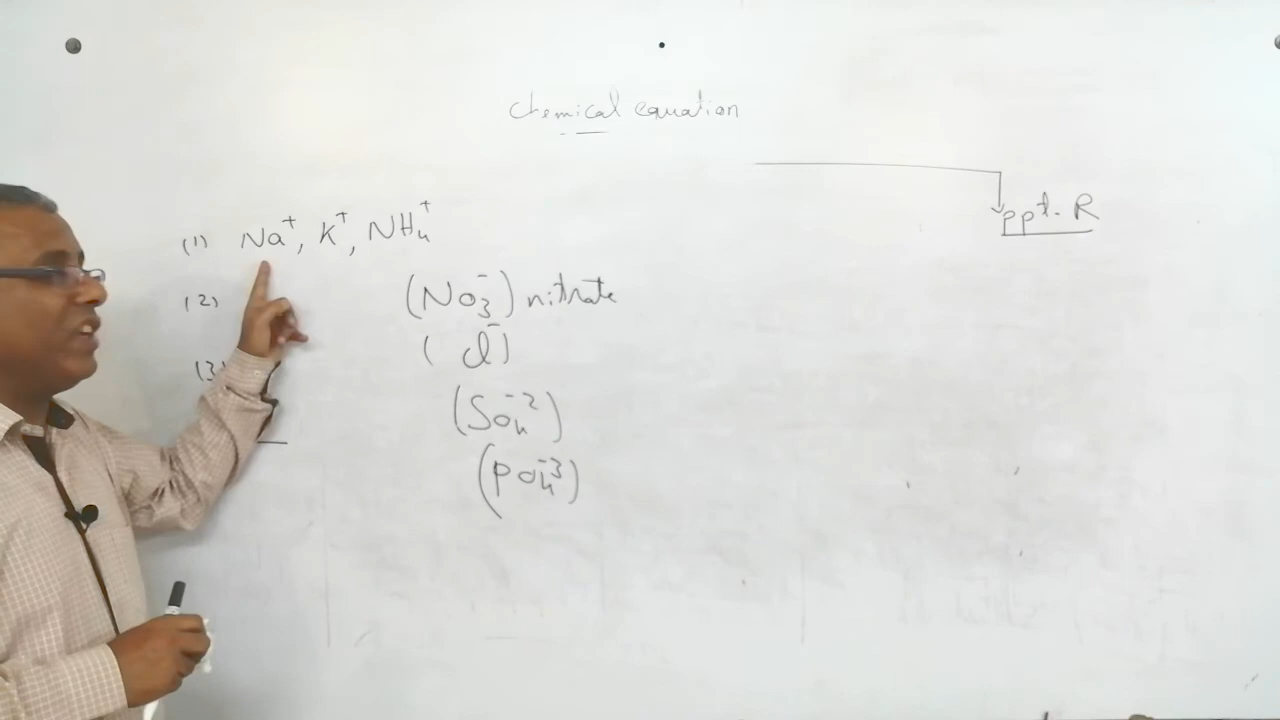 Chemical equation
ppt. R
(1) Na⁺, K⁺, NH₄⁺
(2) (NO₃⁻) nitrate
(3)
(Cl⁻)
(SO₄⁻²)
(PO₄⁻³)